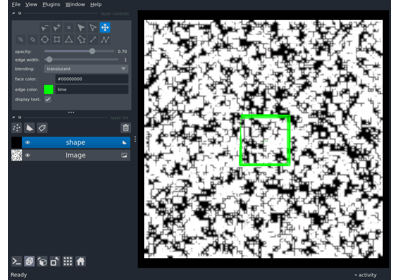 File View Plugins Window Help
opacity: 0.70
edge width: 1
blending: translucent
face color: #00000000
edge color: lime
display text: ✓
shape
Image
Ready
activity